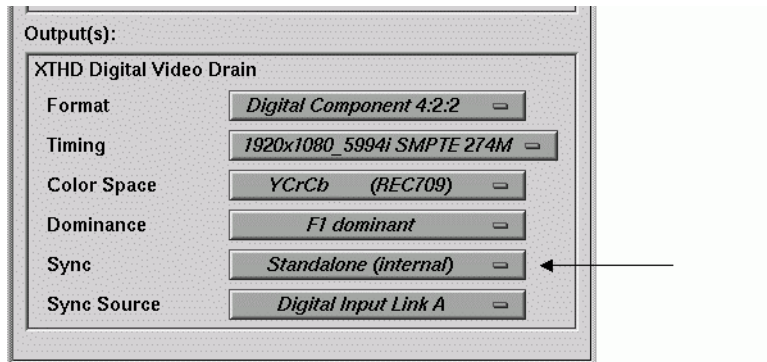 Output(s):
XTHD Digital Video Drain
Format Digital Component 4:2:2
Timing 1920x1080_5994i SMPTE 274M
Color Space YCrCb (REC709)
Dominance F1 dominant
Sync Standalone (internal)
Sync Source Digital Input Link A